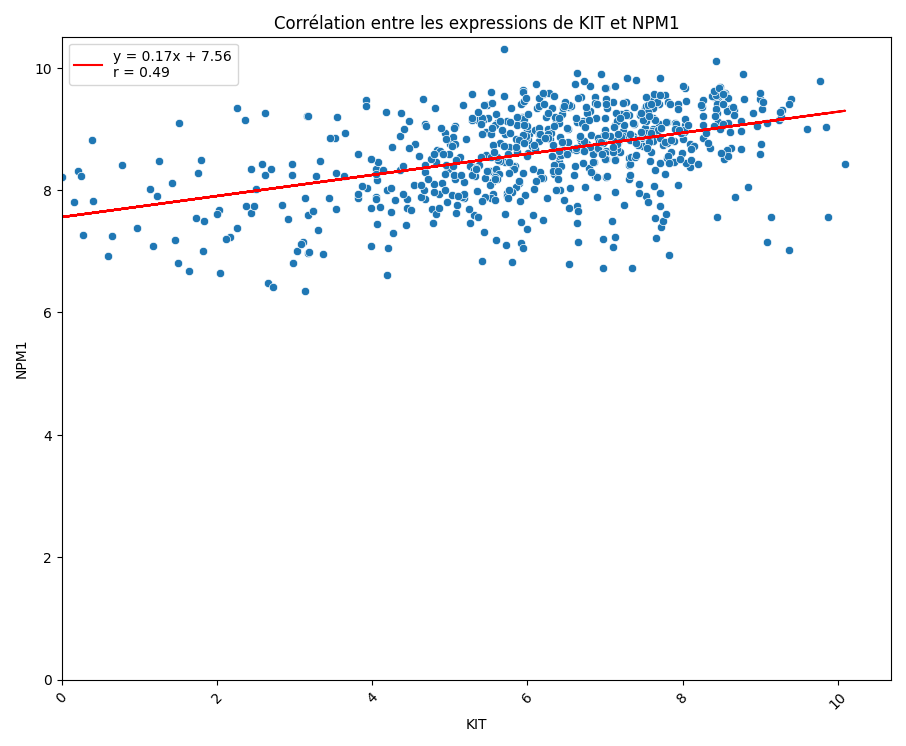 Corrélation entre les expressions de KIT et NPM1
y = 0.17x + 7.56
r = 0.49
10
8
6
4
2
0
NPM1
0
2
4
6
8
10
KIT